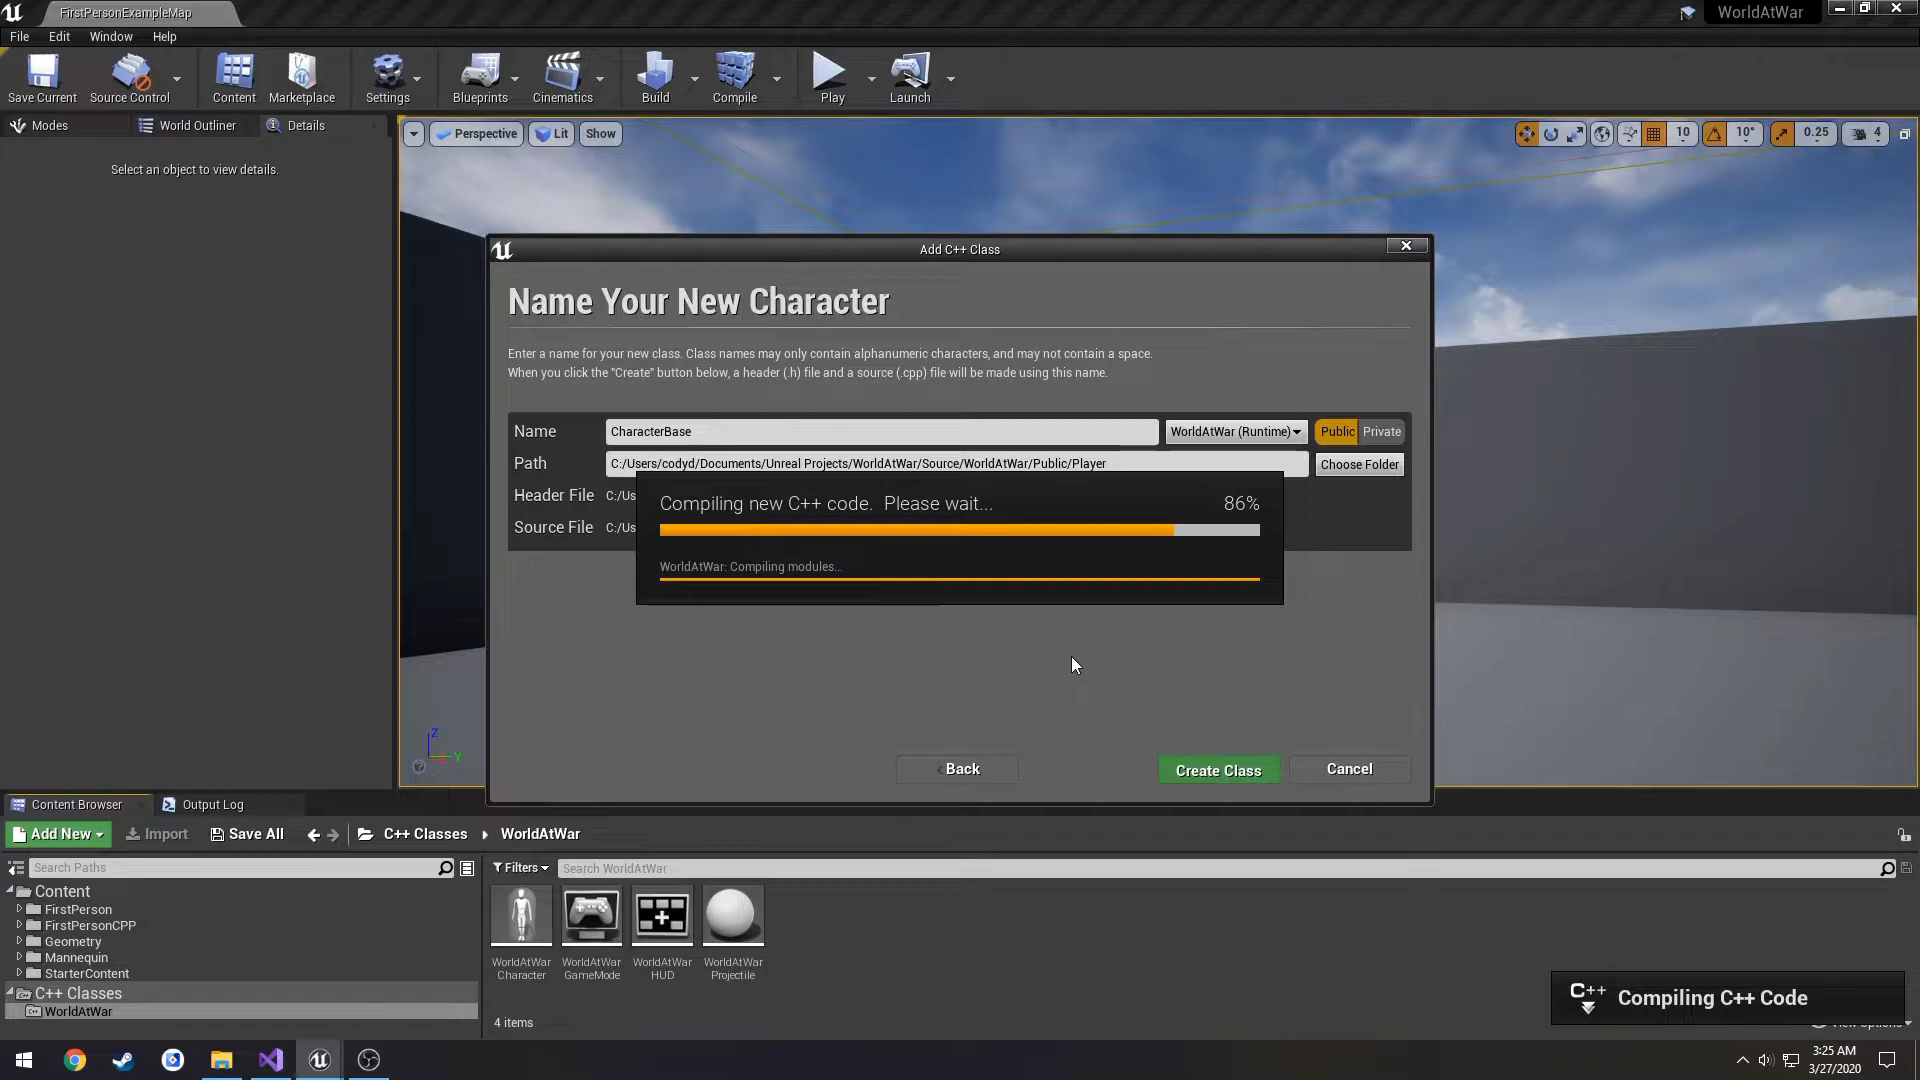 FirstPersonExampleMap
WorldAtWar
File Edit Window Help
Save Current Source Control Content Marketplace Settings Blueprints Cinematics Build Compile Play Launch
Modes World Outliner Details
Select an object to view details.
Perspective Lit Show
10 10° 0.25 4
Add C++ Class
Name Your New Character
Enter a name for your new class. Class names may only contain alphanumeric characters, and may not contain a space.
When you click the "Create" button below, a header (.h) file and a source (.cpp) file will be made using this name.
Name CharacterBase WorldAtWar (Runtime) Public Private
Path C:/Users/codyd/Documents/Unreal Projects/WorldAtWar/Source/WorldAtWar/Public/Player Choose Folder
Header File C:/Us
Source File C:/Us
Compiling new C++ code. Please wait... 86%
WorldAtWar: Compiling modules...
Z
Y
Back Create Class Cancel
Content Browser Output Log
Add New Import Save All C++ Classes WorldAtWar
Search Paths
Filters Search WorldAtWar
Content
FirstPerson
FirstPersonCPP
Geometry
Mannequin
StarterContent
C++ Classes
WorldAtWar
WorldAtWar Character
WorldAtWar GameMode
WorldAtWar HUD
WorldAtWar Projectile
4 items
C++ Compiling C++ Code
3:25 AM
3/27/2020